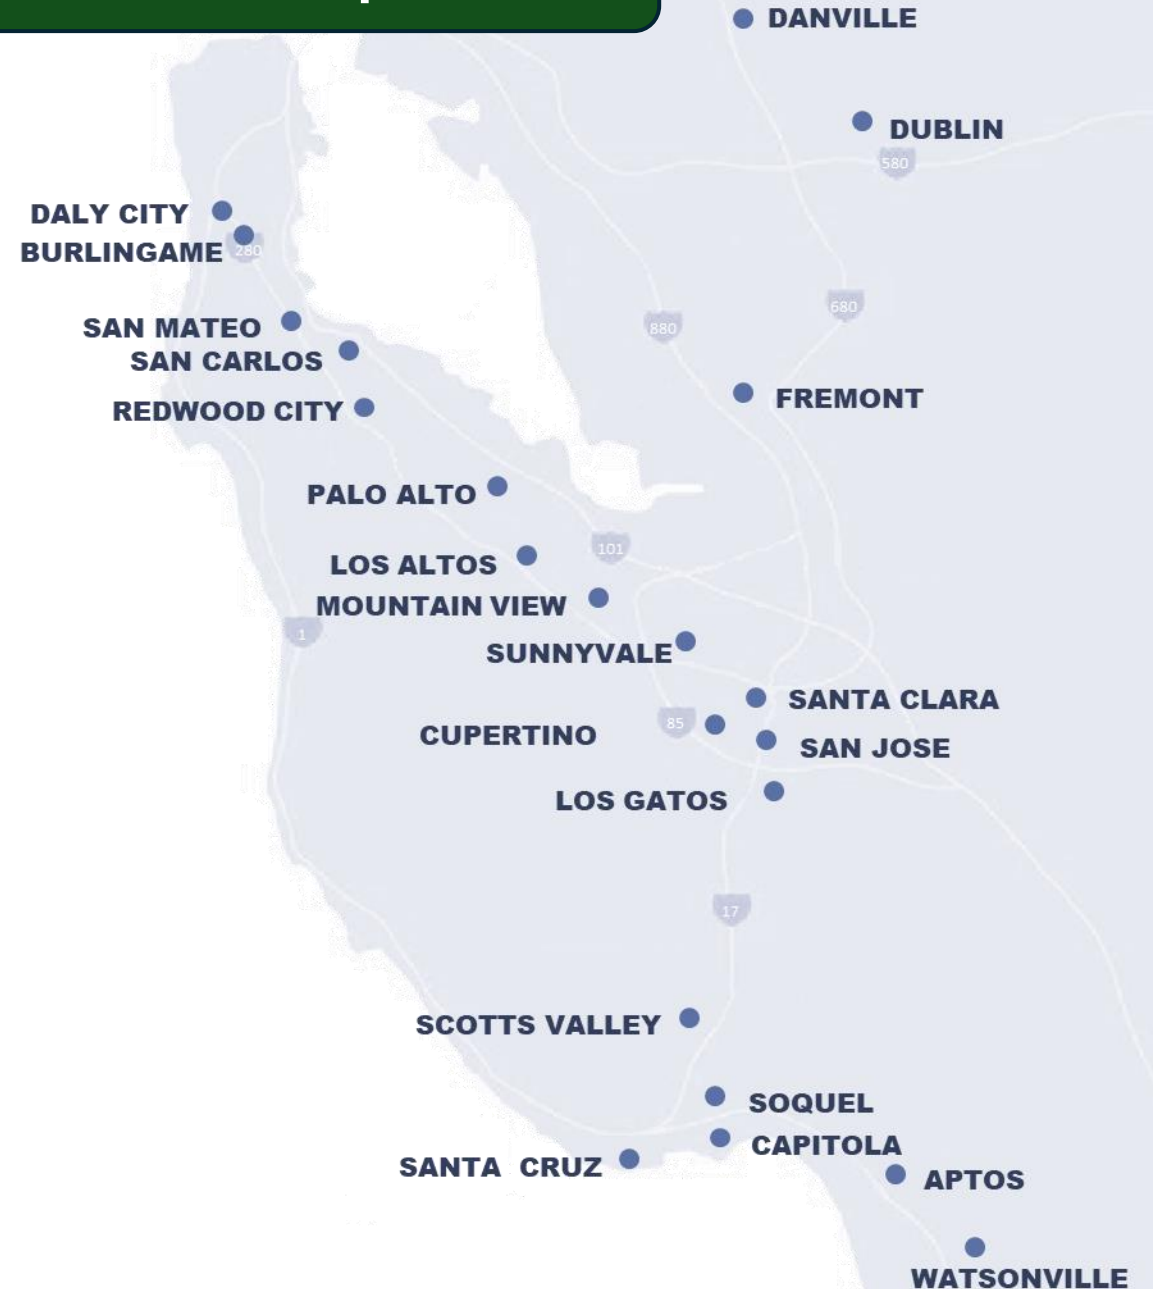 DANVILLE
DUBLIN
580
DALY CITY
BURLINGAME
280
680
SAN MATEO
880
SAN CARLOS
FREMONT
REDWOOD CITY
PALO ALTO
101
LOS ALTOS
MOUNTAIN VIEW
1
SUNNYVALE
SANTA CLARA
85
CUPERTINO
SAN JOSE
LOS GATOS
17
SCOTTS VALLEY
SOQUEL
CAPITOLA
SANTA CRUZ
APTOS
WATSONVILLE